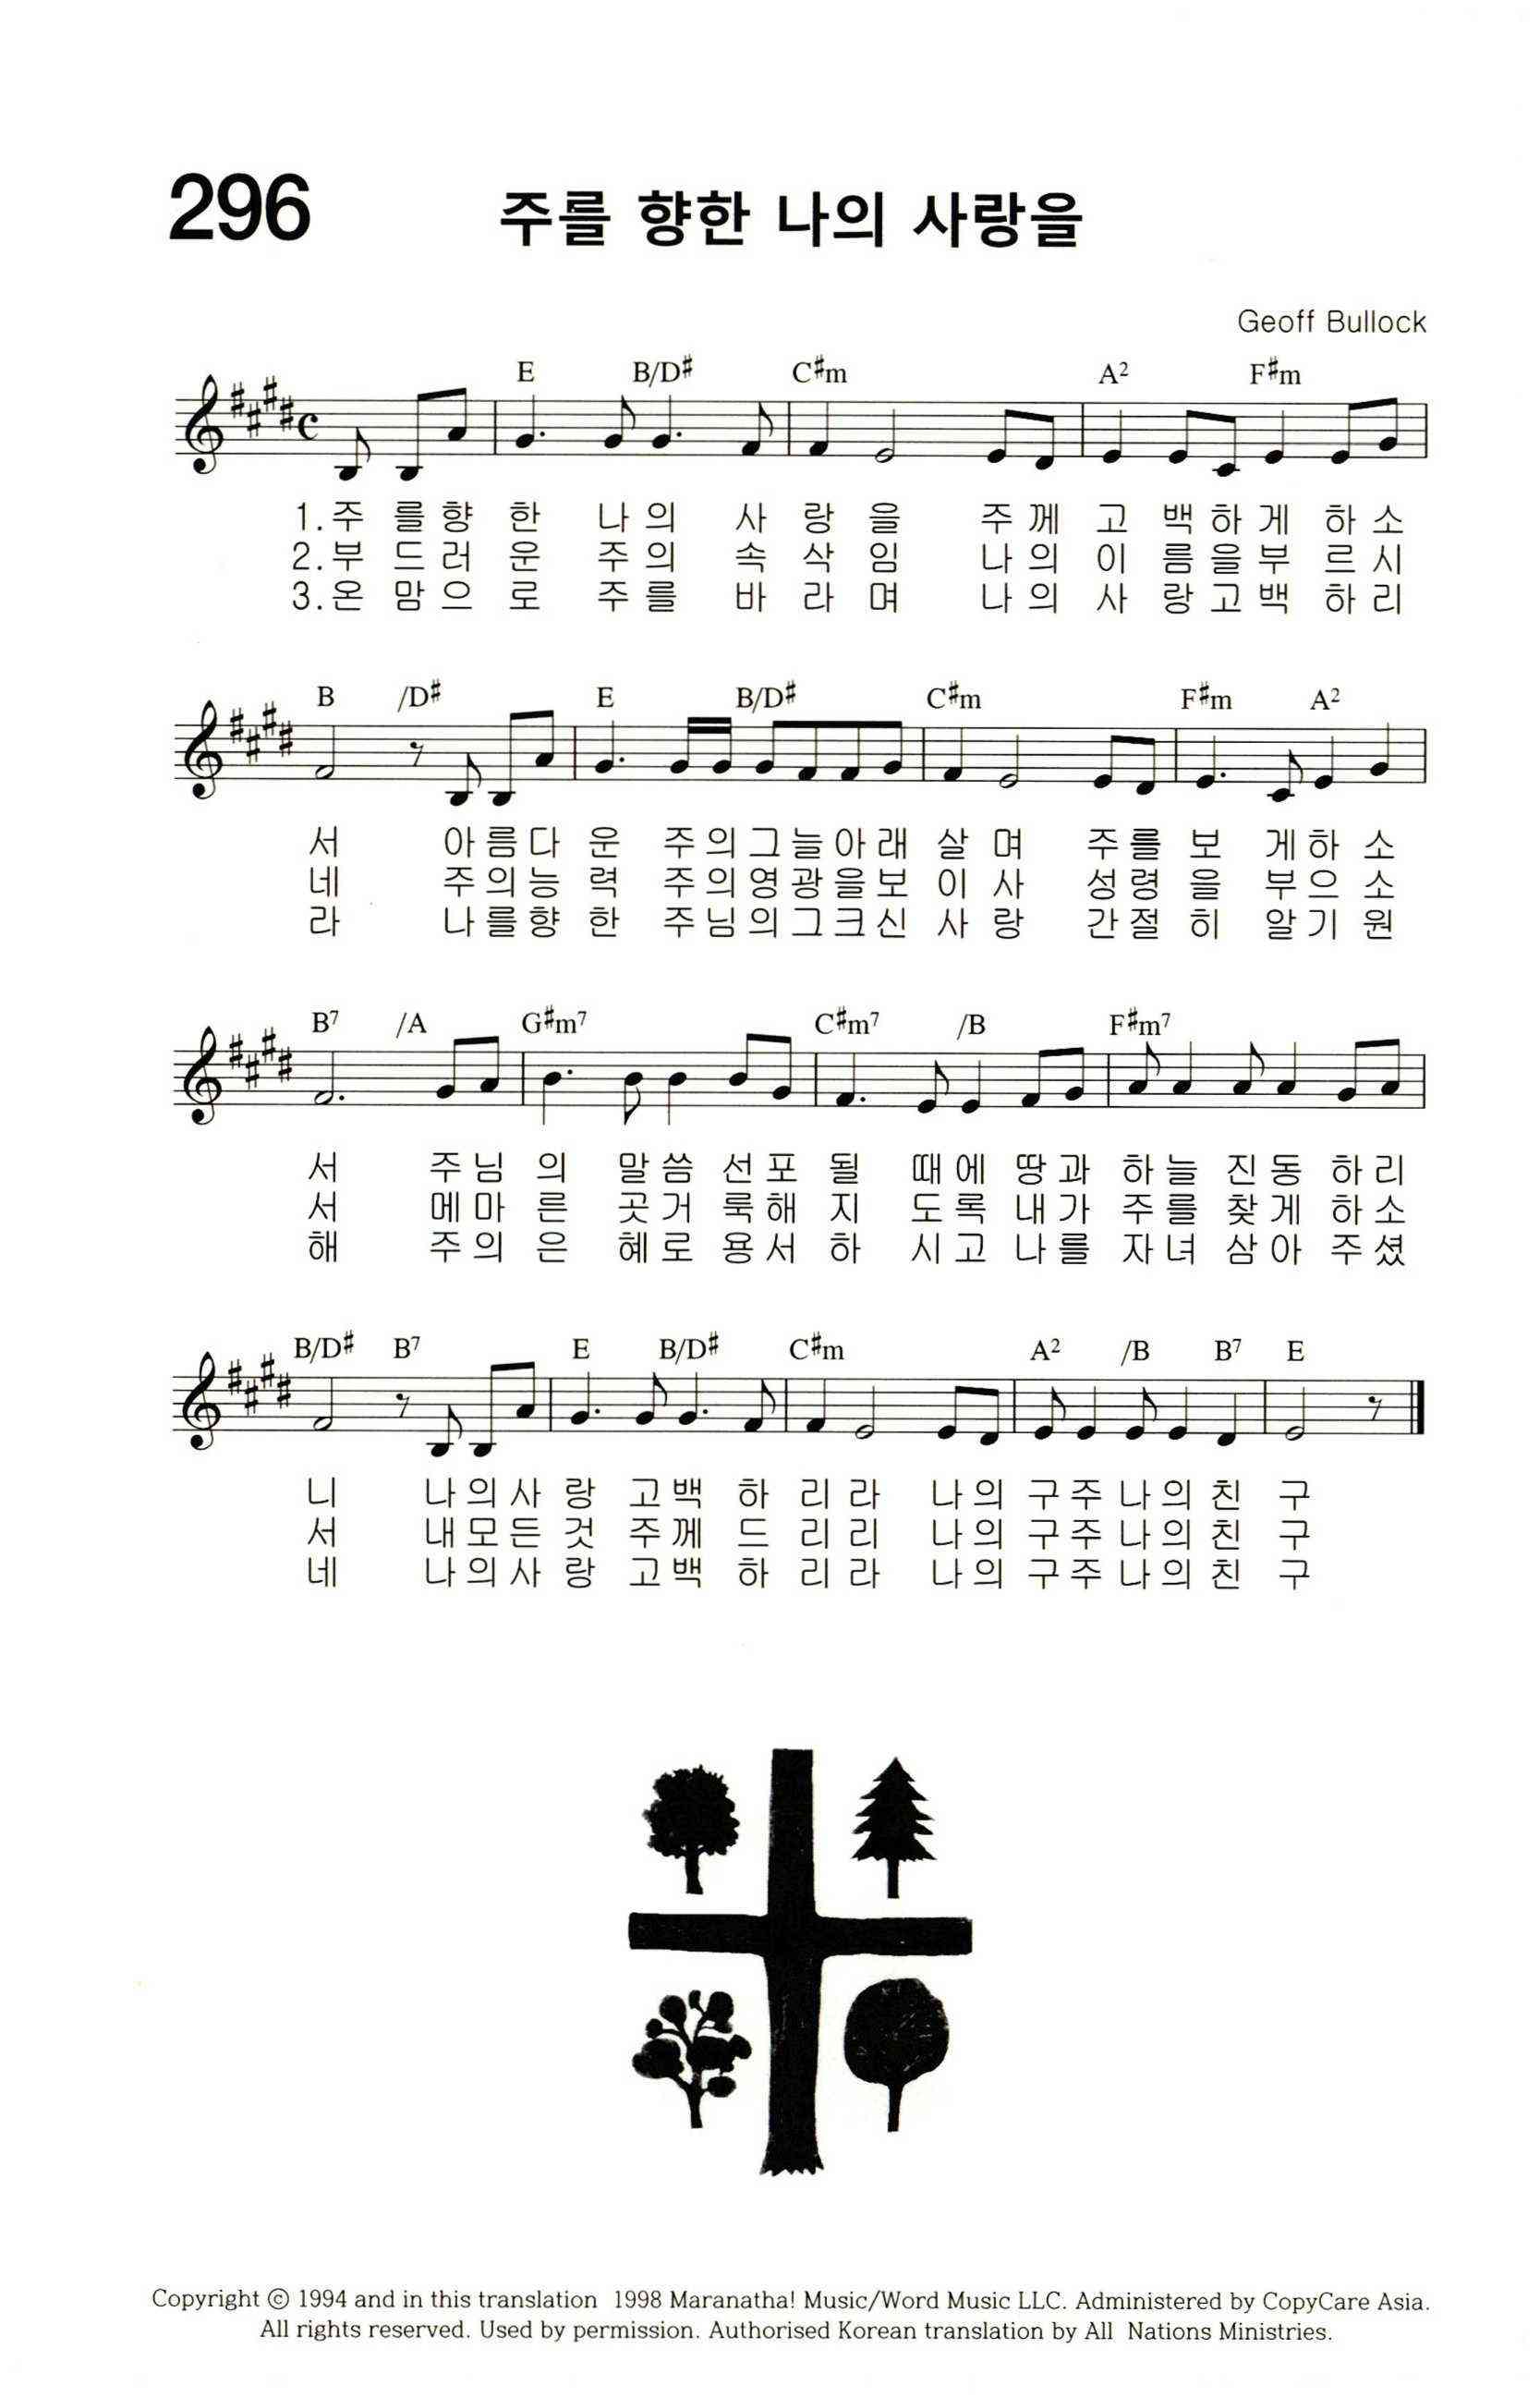 296
주를 향한 나의 사랑을
Geoff Bullock
E B/D♯ C♯m A2 F♯m
1.주 를향 한 나의 사 랑 을 주께 고 백하게 하소
2.부 드러 운 주의 속 삭 임 나의 이 름을부 르시
3.온 맘으 로 주를 바 라 며 나의 사 랑고백 하리
B /D♯ E B/D♯ C♯m F♯m A2
서 아름다 운 주의그늘아래 살 며 주를 보 게하 소
네 주의능 력 주의영광을보 이 사 성령 을 부으 소
라 나를향 한 주님의그크신 사 랑 간절 히 알기 원
B7 /A G♯m7 C♯m7 /B F♯m7
서 주님 의 말씀 선포 될 때에 땅과 하늘 진동 하리
서 메마 른 곳거 룩해 지 도록 내가 주를 찾게 하소
해 주의 은 혜로 용서 하 시고 나를 자녀 삼아 주셨
B/D♯ B7 E B/D♯ C♯m A2 /B B7 E
니 나의사 랑 고백 하 리 라 나의 구주 나의 친 구
서 내모든 것 주께 드 리 리 나의 구주 나의 친 구
네 나의사 랑 고백 하 리 라 나의 구주 나의 친 구
Copyright ⓒ 1994 and in this translation 1998 Maranatha! Music/Word Music LLC. Administered by CopyCare Asia.
All rights reserved. Used by permission. Authorised Korean translation by All Nations Ministries.